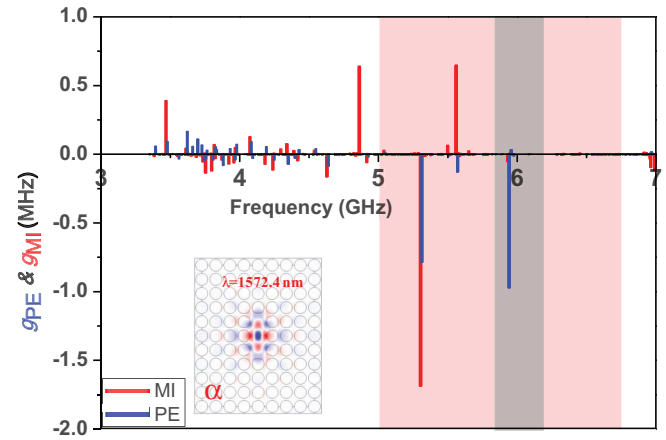 1.0
0.5
0.0
-0.5
-1.0
-1.5
-2.0
3 4 5 6 7
Frequency (GHz)
gPE & gMI (MHz)
λ=1572.4 nm
α
MI
PE